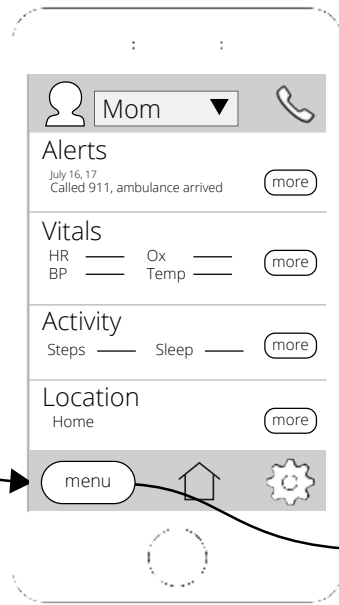 Mom
Alerts
July 16, 17
Called 911, ambulance arrived
more
Vitals
HR Ox
BP Temp
more
Activity
Steps Sleep
more
Location
Home
more
menu